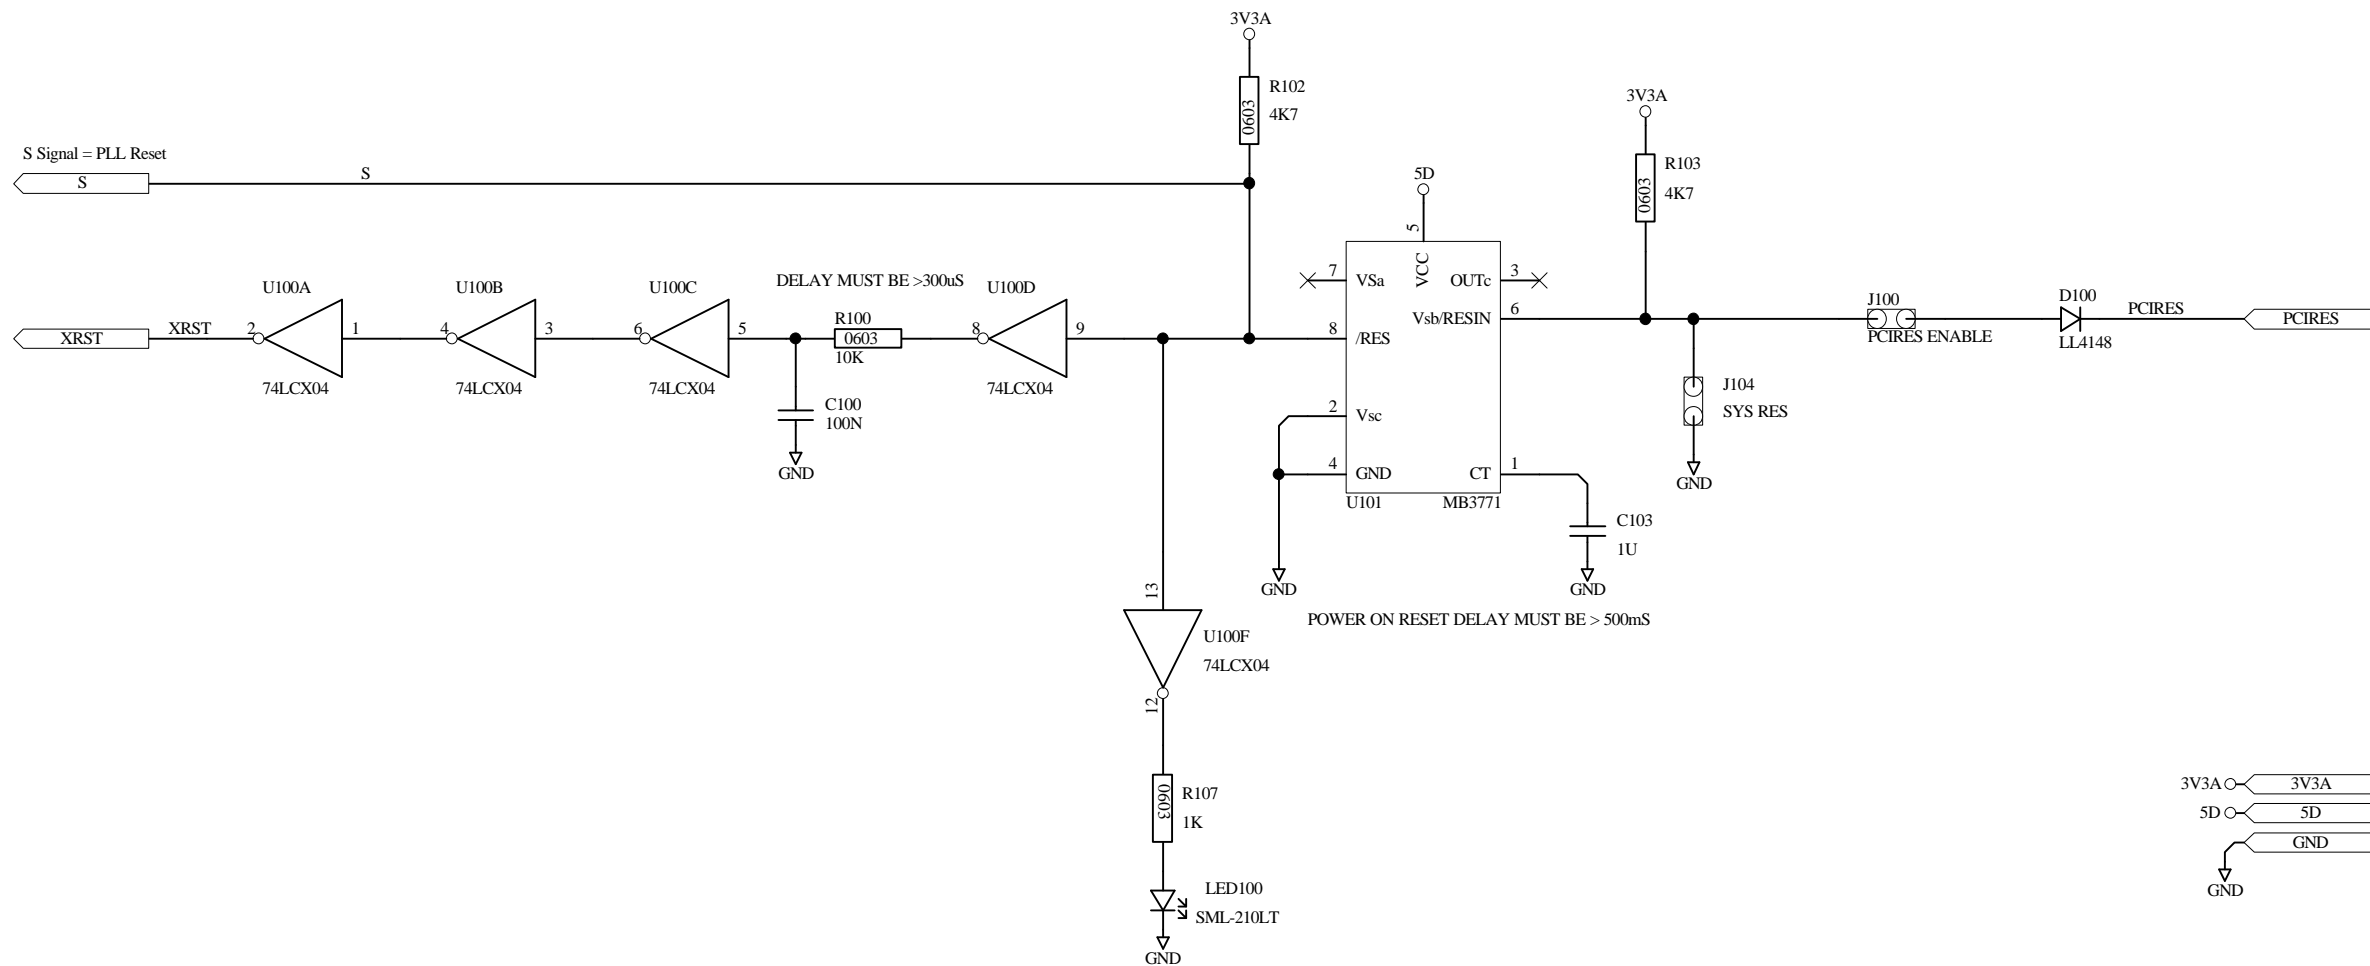 3V3A
R102
0603
4K7
3V3A
R103
0603
4K7
S Signal = PLL Reset
S
S
5D
5
U100A
U100B
U100C
DELAY MUST BE >300uS
U100D
7
VSa
VCC
OUTc
3
J100
D100
PCIRES
PCIRES
6
Vsb/RESIN
PCIRES ENABLE
LL4148
XRST
XRST
2
1
4
3
6
5
R100
0603
10K
8
9
8
/RES
74LCX04
74LCX04
74LCX04
74LCX04
C100
100N
GND
2
Vsc
J104
SYS RES
GND
4
GND
CT
1
U101
MB3771
C103
1U
GND
GND
POWER ON RESET DELAY MUST BE > 500mS
13
U100F
74LCX04
12
R107
0603
1K
LED100
SML-210LT
GND
3V3A
3V3A
5D
5D
GND
GND